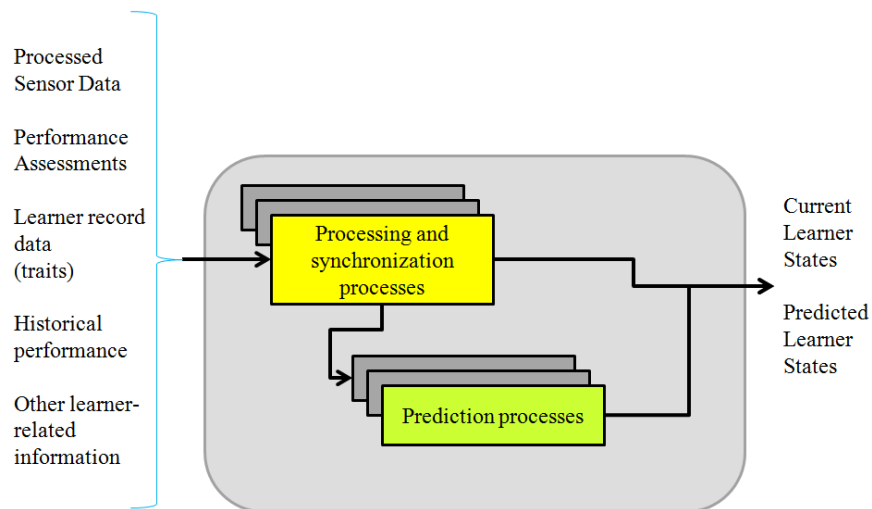 Processed
Sensor Data
Performance
Assessments
Learner record
data
(traits)
Historical
performance
Other learner-
related
information
Processing and
synchronization
processes
Prediction processes
Current
Learner
States
Predicted
Learner
States